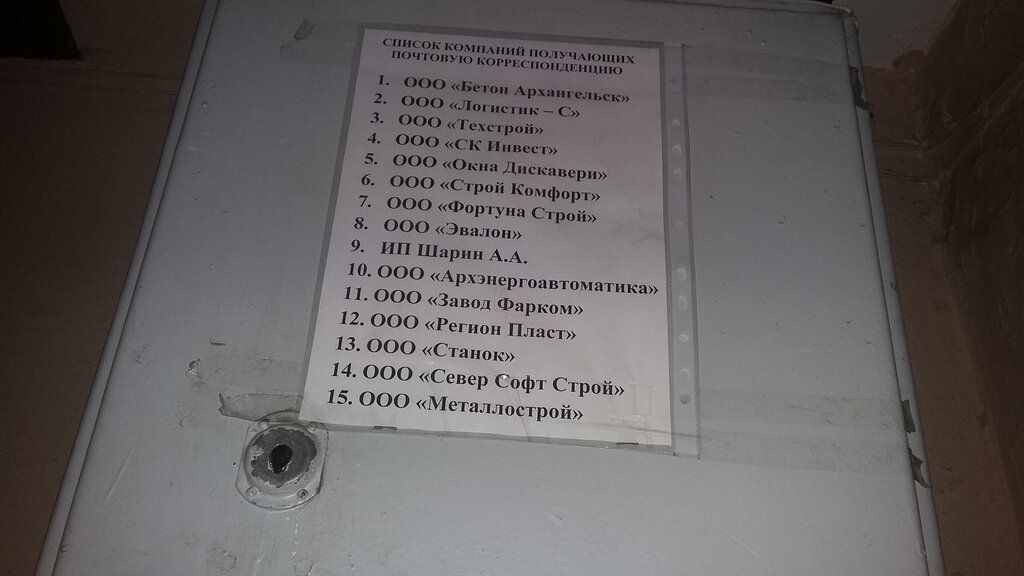 СПИСОК КОМПАНИЙ ПОЛУЧАЮЩИХ
ПОЧТОВУЮ КОРРЕСПОНДЕНЦИЮ
1. ООО «Бетон Архангельск»
2. ООО «Логистик – С»
3. ООО «Техстрой»
4. ООО «СК Инвест»
5. ООО «Окна Дискавери»
6. ООО «Строй Комфорт»
7. ООО «Фортуна Строй»
8. ООО «Эвалон»
9. ИП Шарин А.А.
10. ООО «Архэнергоавтоматика»
11. ООО «Завод Фарком»
12. ООО «Регион Пласт»
13. ООО «Станок»
14. ООО «Север Софт Строй»
15. ООО «Металлострой»